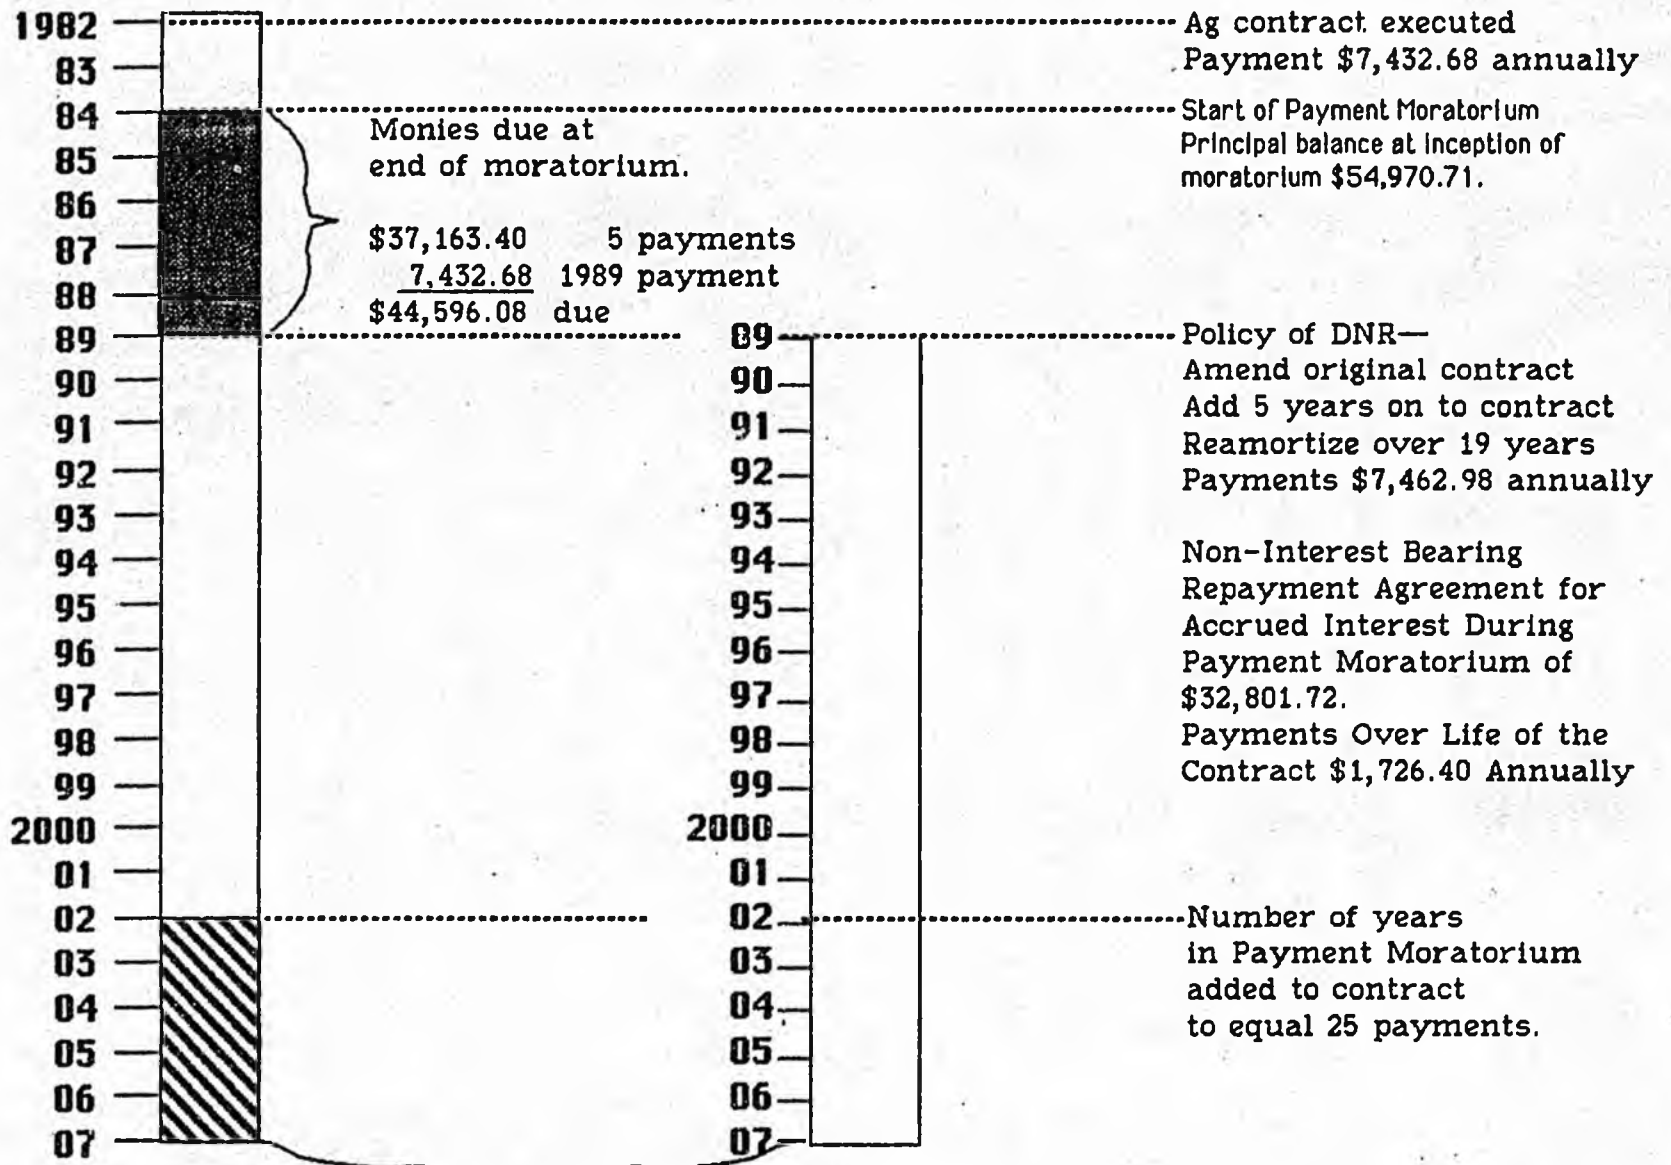 1982
83
84
85
86
87
88
89
90
91
92
93
94
95
96
97
98
99
2000
01
02
03
04
05
06
07
Monies due at
end of moratorium.
$37,163.40 5 payments
7,432.68 1989 payment
$44,596.08 due
89
90
91
92
93
94
95
96
97
98
99
2000
01
02
03
04
05
06
07
Ag contract executed
Payment $7,432.68 annually
Start of Payment Moratorium
Principal balance at inception of
moratorium $54,970.71.
Policy of DNR—
Amend original contract
Add 5 years on to contract
Reamortize over 19 years
Payments $7,462.98 annually
Non-Interest Bearing
Repayment Agreement for
Accrued Interest During
Payment Moratorium of
$32,801.72.
Payments Over Life of the
Contract $1,726.40 Annually
Number of years
in Payment Moratorium
added to contract
to equal 25 payments.